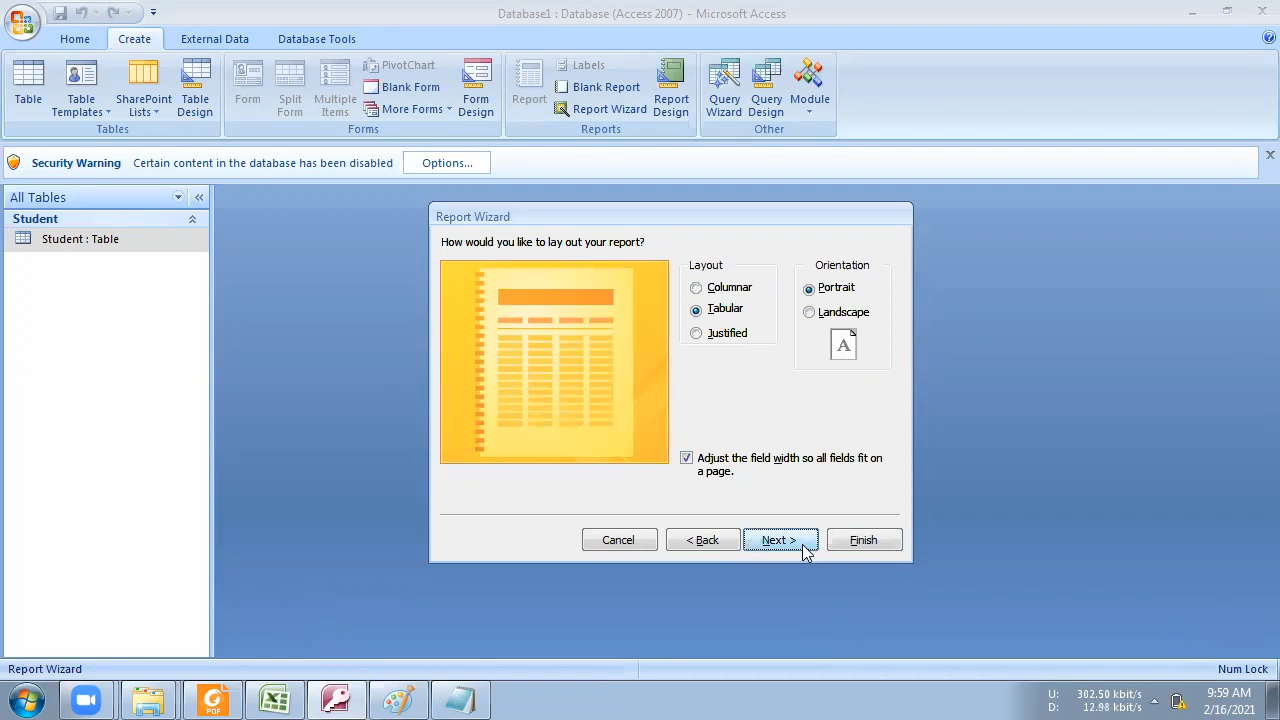 Database1 : Database (Access 2007) - Microsoft Access
Home
Create
External Data
Database Tools
Table
Table
Templates
SharePoint
Lists
Table
Design
Tables
Form
Split
Form
Multiple
Items
PivotChart
Blank Form
More Forms
Form
Design
Forms
Report
Labels
Blank Report
Report Wizard
Report
Design
Reports
Query
Wizard
Query
Design
Module
Other
Security Warning Certain content in the database has been disabled Options...
All Tables
Student
Student : Table
Report Wizard
How would you like to lay out your report?
Layout
Columnar
Tabular
Justified
Orientation
Portrait
Landscape
A
Adjust the field width so all fields fit on
a page.
Cancel
< Back
Next >
Finish
Report Wizard
Num Lock
PDF
U: 302.50 kbit/s
D: 12.98 kbit/s
9:59 AM
2/16/2021